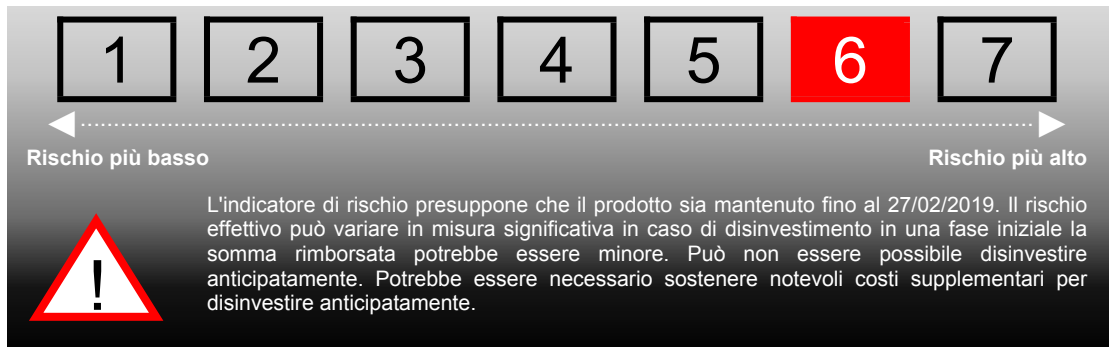 1 2 3 4 5 6 7
Rischio più basso Rischio più alto
L'indicatore di rischio presuppone che il prodotto sia mantenuto fino al 27/02/2019. Il rischio
effettivo può variare in misura significativa in caso di disinvestimento in una fase iniziale la
somma rimborsata potrebbe essere minore. Può non essere possibile disinvestire
anticipatamente. Potrebbe essere necessario sostenere notevoli costi supplementari per
disinvestire anticipatamente.
!